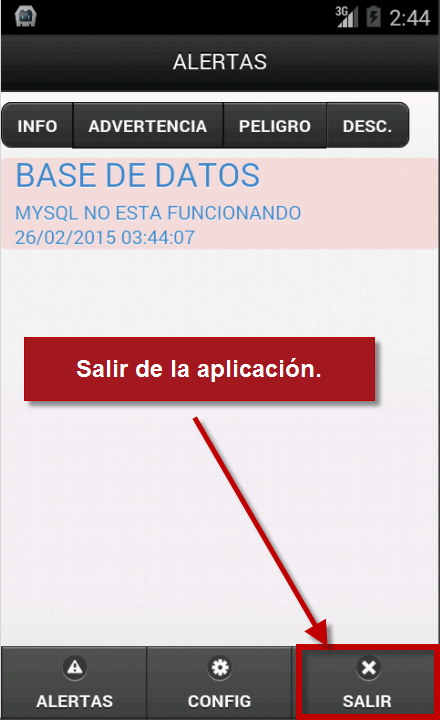 3G 2:44
ALERTAS
INFO ADVERTENCIA PELIGRO DESC.
BASE DE DATOS
MYSQL NO ESTA FUNCIONANDO
26/02/2015 03:44:07
Salir de la aplicación.
ALERTAS CONFIG SALIR